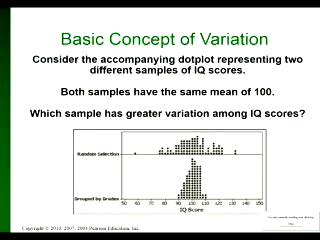 Basic Concept of Variation
Consider the accompanying dotplot representing two
different samples of IQ scores.
Both samples have the same mean of 100.
Which sample has greater variation among IQ scores?
Random Selection
Grouped by Grades
50 60 70 80 90 100 110 120 130 140 150
IQ Score
Copyright © 2010, 2007, 2004 Pearson Education, Inc.